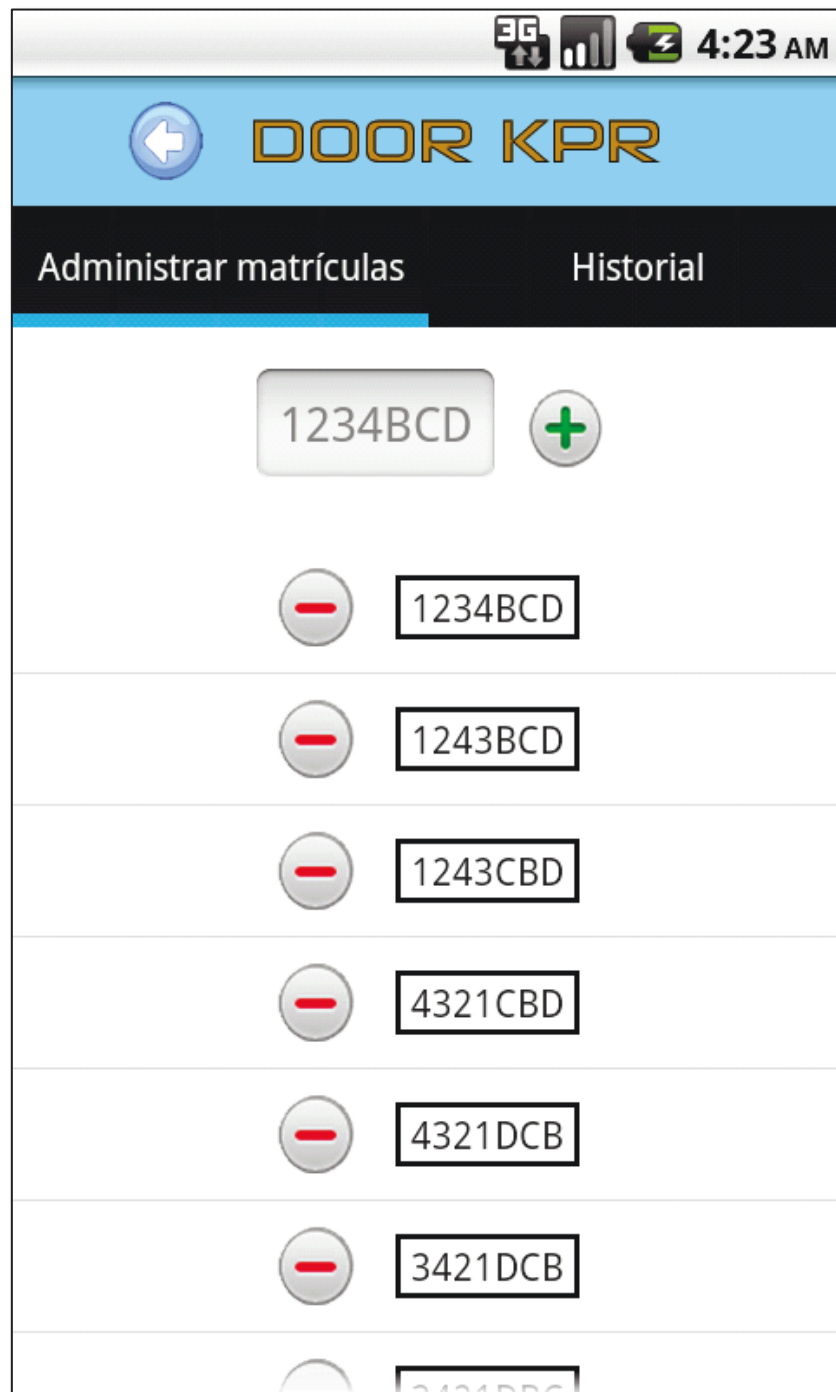 3G 4:23 AM
DOOR KPR
Administrar matrículas Historial
1234BCD
1234BCD
1243BCD
1243CBD
4321CBD
4321DCB
3421DCB